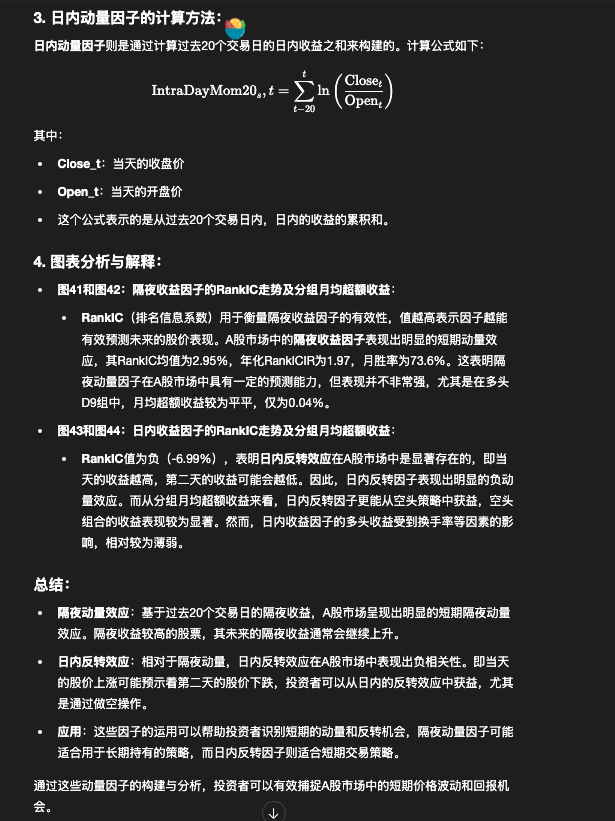 3. 日内动量因子的计算方法：
日内动量因子则是通过计算过去20个交易日的日内收益之和来构建的。计算公式如下：
IntraDayMom20ₛ, t = ∑ₜ₋₂₀ᵗ ln (Closeₜ / Openₜ)
其中：
• Close_t：当天的收盘价
• Open_t：当天的开盘价
• 这个公式表示的是从过去20个交易日内，日内的收益的累积和。
4. 图表分析与解释：
• 图41和图42：隔夜收益因子的RankIC走势及分组月均超额收益：
• RankIC（排名信息系数）用于衡量隔夜收益因子的有效性，值越高表示因子越能
有效预测未来的股价表现。A股市场中的隔夜收益因子表现出明显的短期动量效
应，其RankIC均值为2.95%，年化RankICIR为1.97，月胜率为73.6%。这表明隔
夜动量因子在A股市场中具有一定的预测能力，但表现并不非常强，尤其是在多头
D9组中，月均超额收益较为平平，仅为0.04%。
• 图43和图44：日内收益因子的RankIC走势及分组月均超额收益：
• RankIC值为负（-6.99%），表明日内反转效应在A股市场中是显著存在的，即当
天的收益越高，第二天的收益可能会越低。因此，日内反转因子表现出明显的负动
量效应。而从分组月均超额收益来看，日内反转因子更能从空头策略中获益，空头
组合的收益表现较为显著。然而，日内收益因子的多头收益受到换手率等因素的影
响，相对较为薄弱。
总结：
• 隔夜动量效应：基于过去20个交易日的隔夜收益，A股市场呈现出明显的短期隔夜动量
效应。隔夜收益较高的股票，其未来的隔夜收益通常会继续上升。
• 日内反转效应：相对于隔夜动量，日内反转效应在A股市场中表现出负相关性。即当天
的股价上涨可能预示着第二天的股价下跌，投资者可以从日内的反转效应中获益，尤其
是通过做空操作。
• 应用：这些因子的运用可以帮助投资者识别短期的动量和反转机会，隔夜动量因子可能
适合用于长期持有的策略，而日内反转因子则适合短期交易策略。
通过这些动量因子的构建与分析，投资者可以有效捕捉A股市场中的短期价格波动和回报机
会。